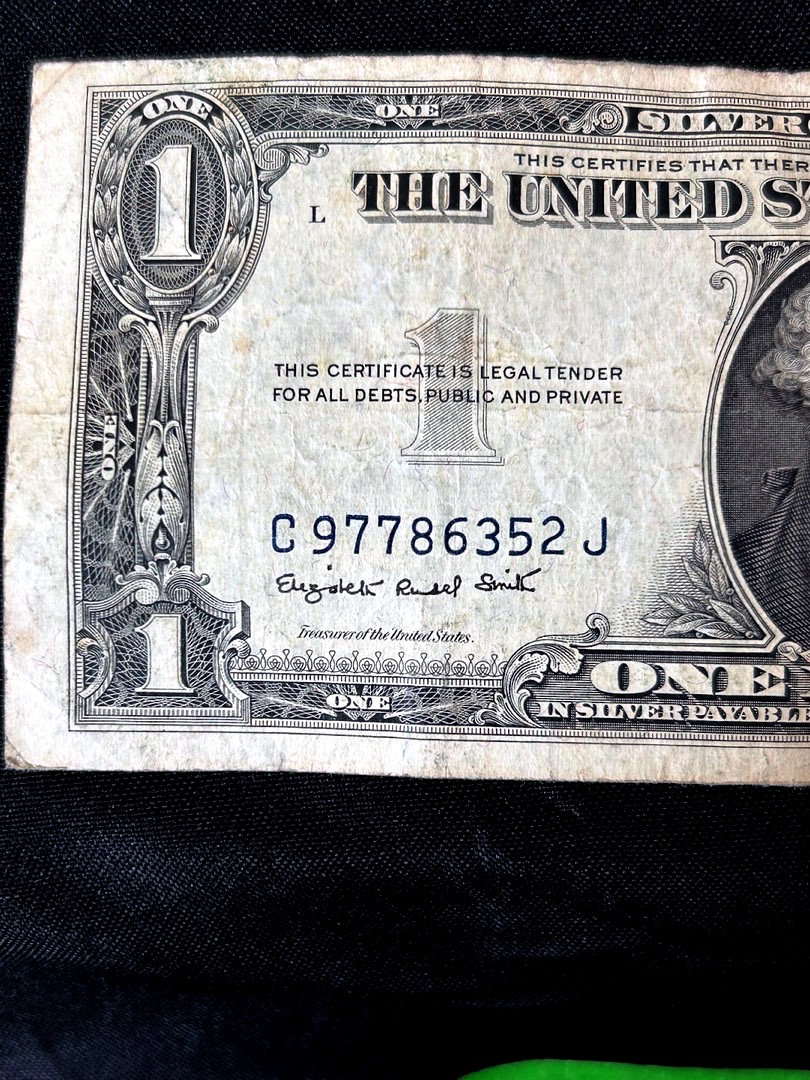 ONE ONE SILVER
1
THIS CERTIFIES THAT THER
L THE UNITED S
1
THIS CERTIFICATE IS LEGAL TENDER
FOR ALL DEBTS, PUBLIC AND PRIVATE
ONE
C 97786352 J
Elizabeth Rudel Smith
Treasurer of the United States.
1
ONE
ONE
IN SILVER PAYABLE